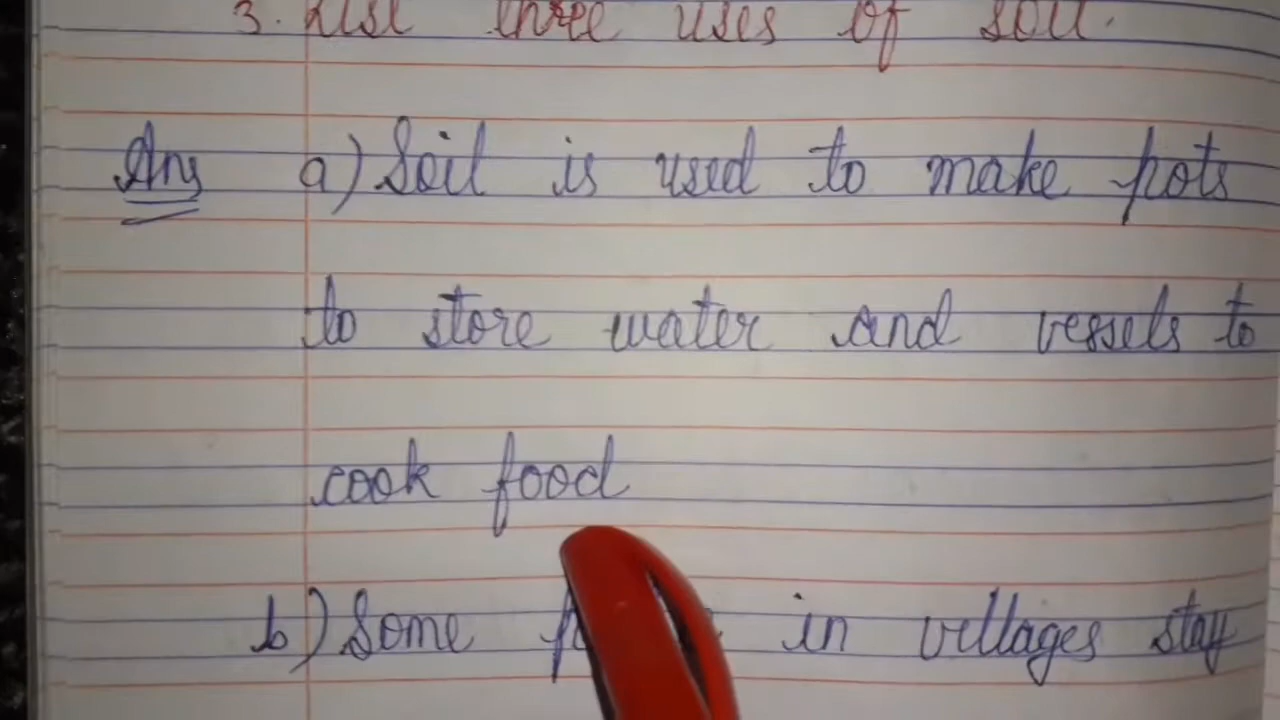 3. List three uses of soil.
Ans a) Soil is used to make pots
to store water and vessels to
cook food
b) Some in villages stay